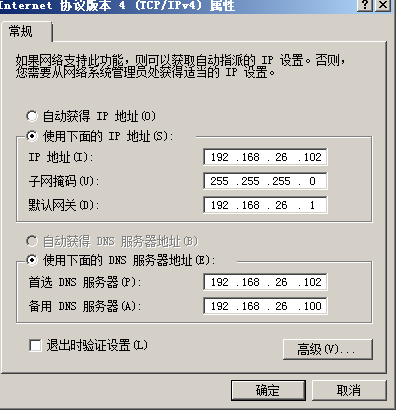 Internet 协议版本 4 (TCP/IPv4) 属性
常规
如果网络支持此功能，则可以获取自动指派的 IP 设置。否则，
您需要从网络系统管理员处获得适当的 IP 设置。
自动获得 IP 地址(O)
使用下面的 IP 地址(S):
IP 地址(I): 192 .168 . 26 .102
子网掩码(U): 255 .255 .255 . 0
默认网关(D): 192 .168 . 26 . 1
自动获得 DNS 服务器地址(B)
使用下面的 DNS 服务器地址(E):
首选 DNS 服务器(P): 192 .168 . 26 .102
备用 DNS 服务器(A): 192 .168 . 26 .100
退出时验证设置(L)
高级(V)...
确定 取消